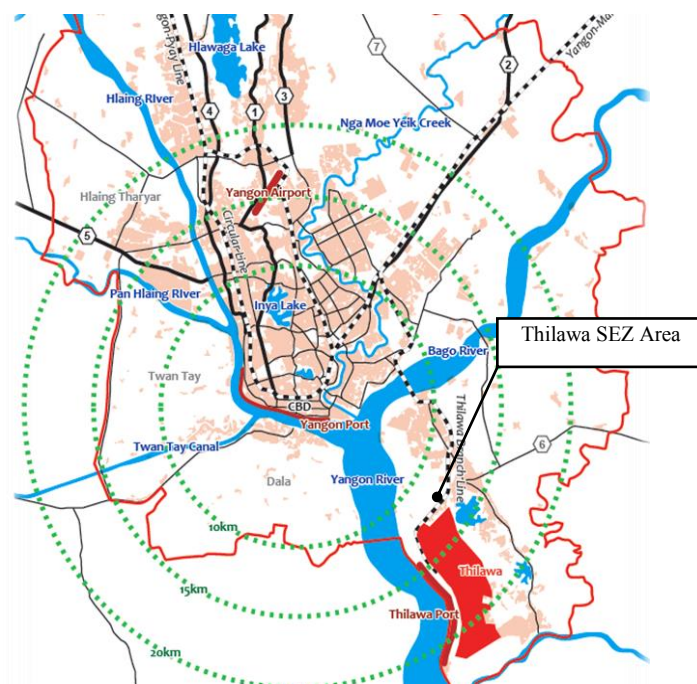 Hlawaga Lake
7
Yangon-Pyay Line
Yangon-Ma
2
Hlaing River
4
1
3
Nga Moe Yeik Creek
Hlaing Tharyar
Yangon Airport
Circular-Line
5
Pan Hlaing River
Inya Lake
Thilawa SEZ Area
Bago River
Twan Tay
CBD
Yangon Port
Thilawa Branch Line
Twan Tay Canal
6
Yangon River
Dala
10km
Thilawa
15km
Thilawa Port
20km